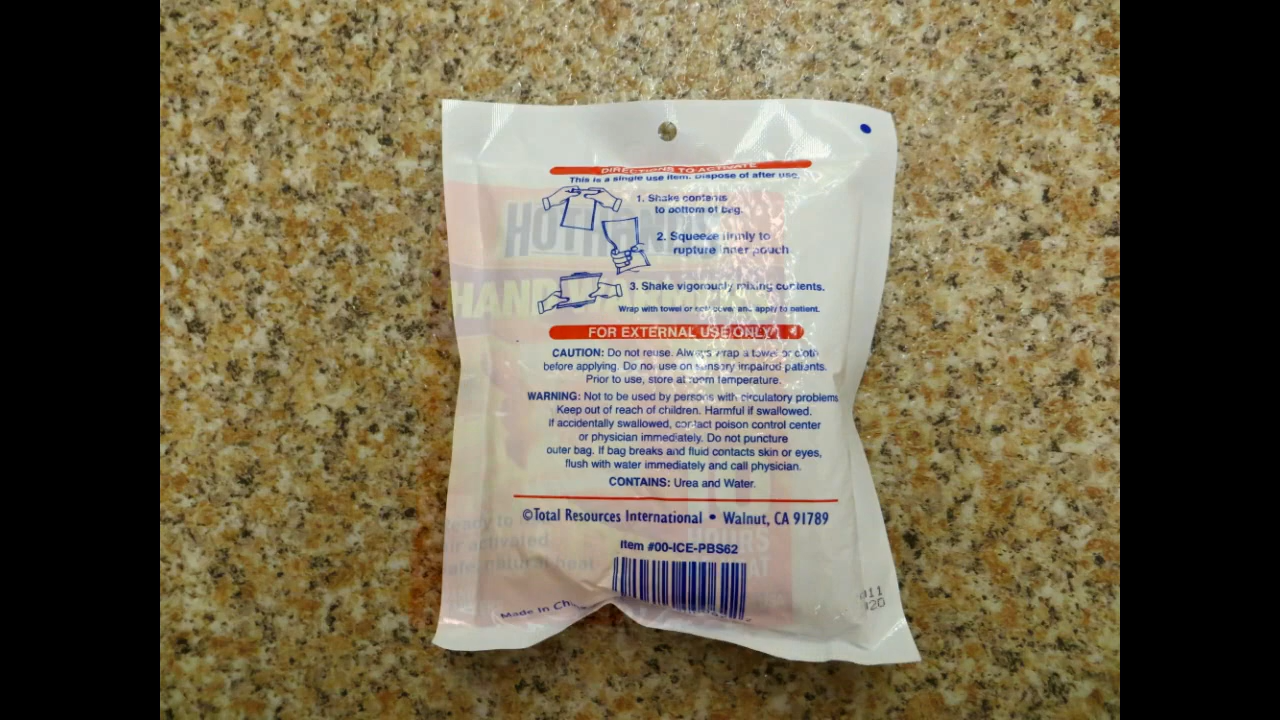 DIRECTIONS TO ACTIVATE
This is a single use item. Dispose of after use.
1. Shake contents
to bottom of bag.
2. Squeeze firmly to
rupture inner pouch
3. Shake vigorously mixing contents.
Wrap with towel or cover and apply to patient.
FOR EXTERNAL USE ONLY
CAUTION: Do not reuse. Always wrap a towel or cloth
before applying. Do not use on sensory impaired patients.
Prior to use, store at room temperature.
WARNING: Not to be used by persons with circulatory problems
Keep out of reach of children. Harmful if swallowed.
If accidentally swallowed, contact poison control center
or physician immediately. Do not puncture
outer bag. If bag breaks and fluid contacts skin or eyes,
flush with water immediately and call physician.
CONTAINS: Urea and Water.
©Total Resources International • Walnut, CA 91789
Item #00-ICE-PBS62
Made In
HAND
HOURS
activated
natural heat